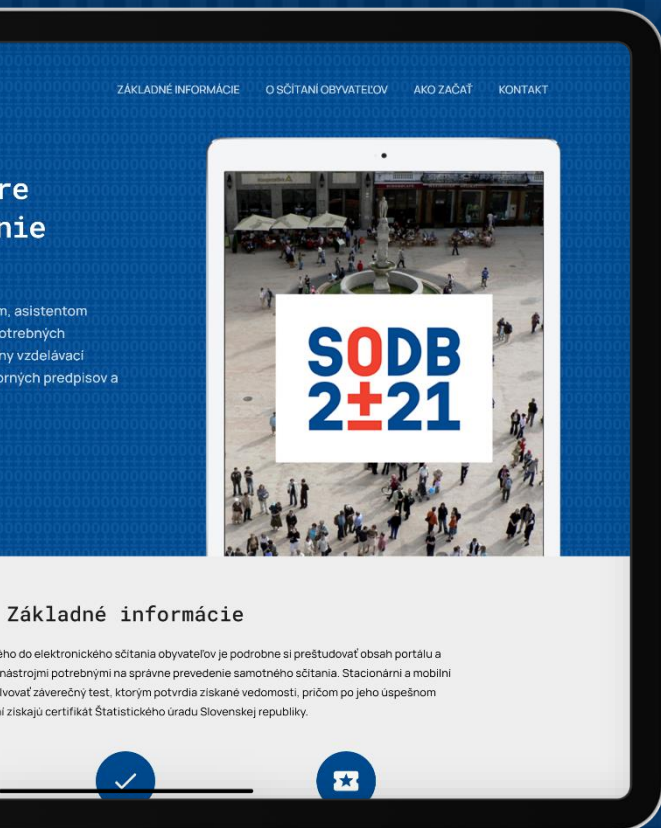 ZÁKLADNÉ INFORMÁCIE O SČÍTANÍ OBYVATEĽOV AKO ZAČAŤ KONTAKT
re
nie
m, asistentom
otrebných
ny vzdelávací
orných predpisov a
SODB
2±21
Základné informácie
ého do elektronického sčítania obyvateľov je podrobne si preštudovať obsah portálu a
nástrojmi potrebnými na správne prevedenie samotného sčítania. Stacionárni a mobilní
lvovať záverečný test, ktorým potvrdia získané vedomosti, pričom po jeho úspešnom
ní získajú certifikát Štatistického úradu Slovenskej republiky.